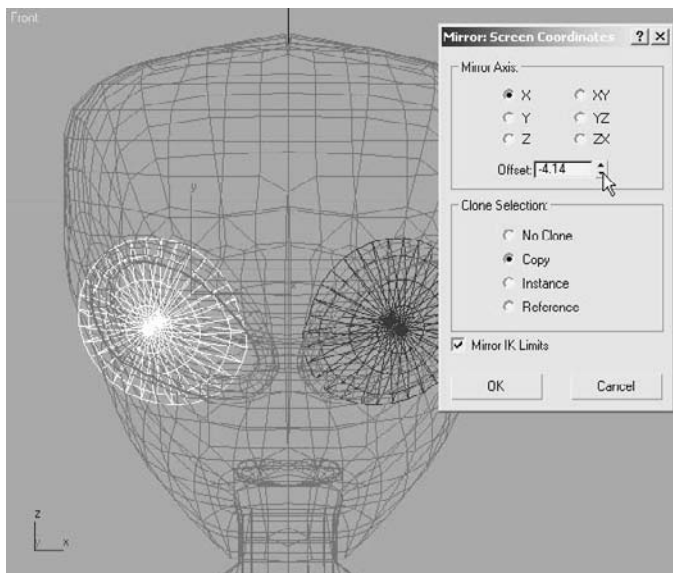 Front
Mirror: Screen Coordinates
Mirror Axis:
X XY
Y YZ
Z ZX
Offset: -4.14
Clone Selection:
No Clone
Copy
Instance
Reference
Mirror IK Limits
OK Cancel
y
x
z
y x